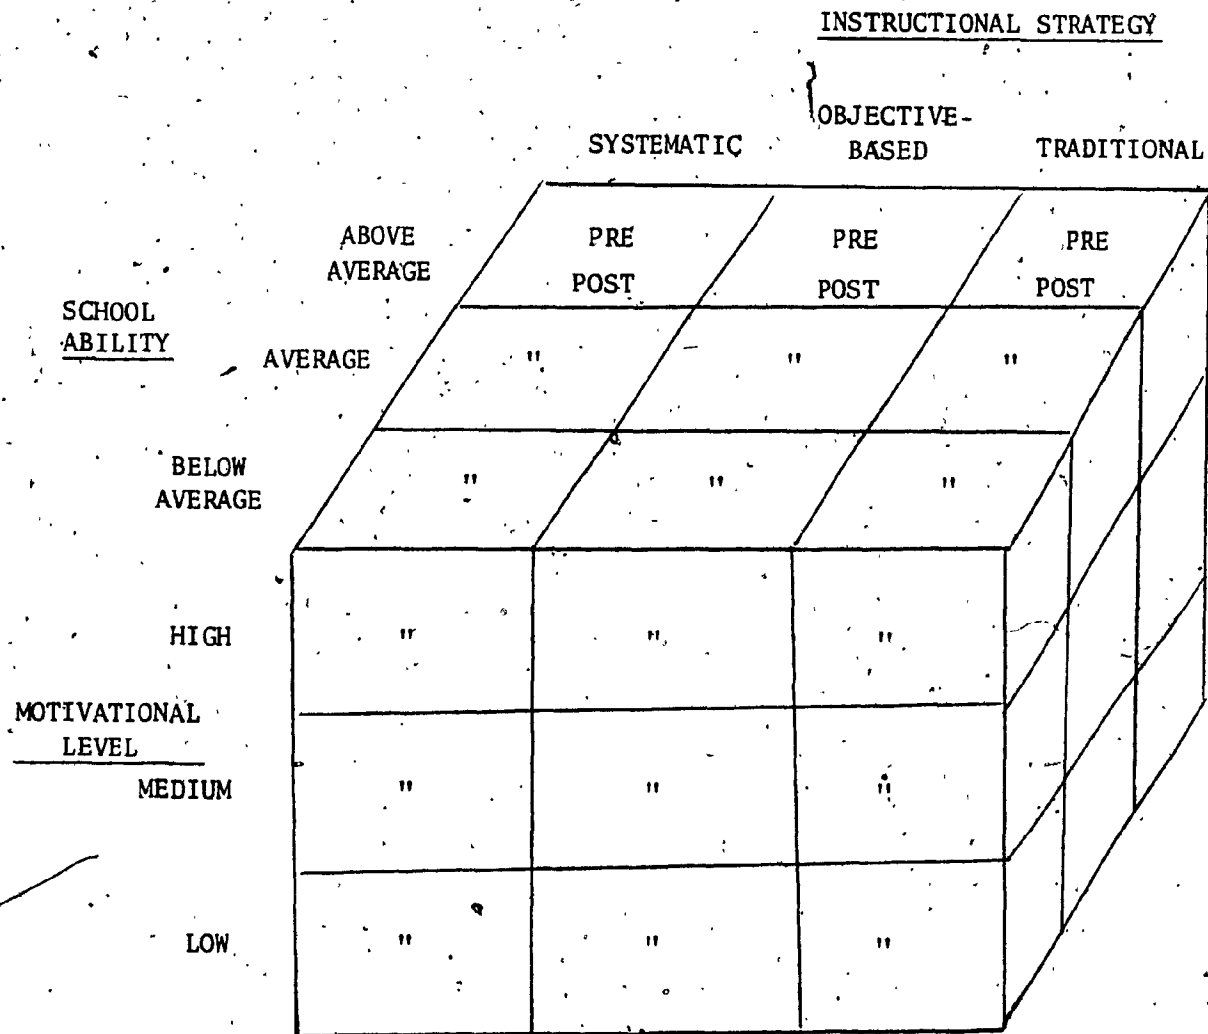 INSTRUCTIONAL STRATEGY
OBJECTIVE-
SYSTEMATIC BASED TRADITIONAL
ABOVE PRE PRE PRE
AVERAGE POST POST POST
SCHOOL
ABILITY
AVERAGE " " "
BELOW
AVERAGE " " "
HIGH " " "
MOTIVATIONAL
LEVEL
MEDIUM " " "
LOW " " "